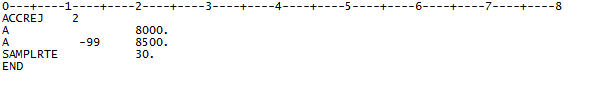 0---+----1----+----2----+----3----+----4----+----5----+----6----+----7----+----8
ACCREJ    2
A                  8000.
A          -99     8500.
SAMPLRTE           30.
END